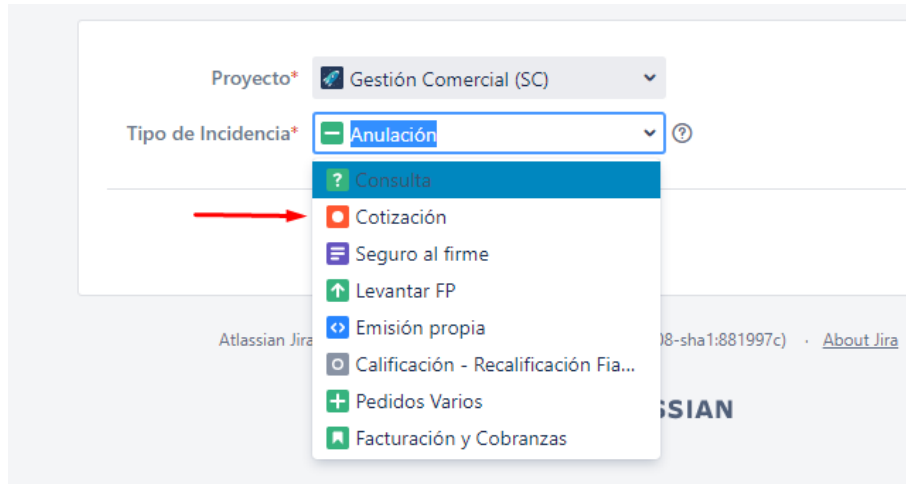 Proyecto* Gestión Comercial (SC)
Tipo de Incidencia* Anulación
Consulta
Cotización
Seguro al firme
Levantar FP
Emisión propia
Calificación - Recalificación Fia...
Pedidos Varios
Facturación y Cobranzas
Atlassian Jira 08-sha1:881997c) · About Jira
SSIAN